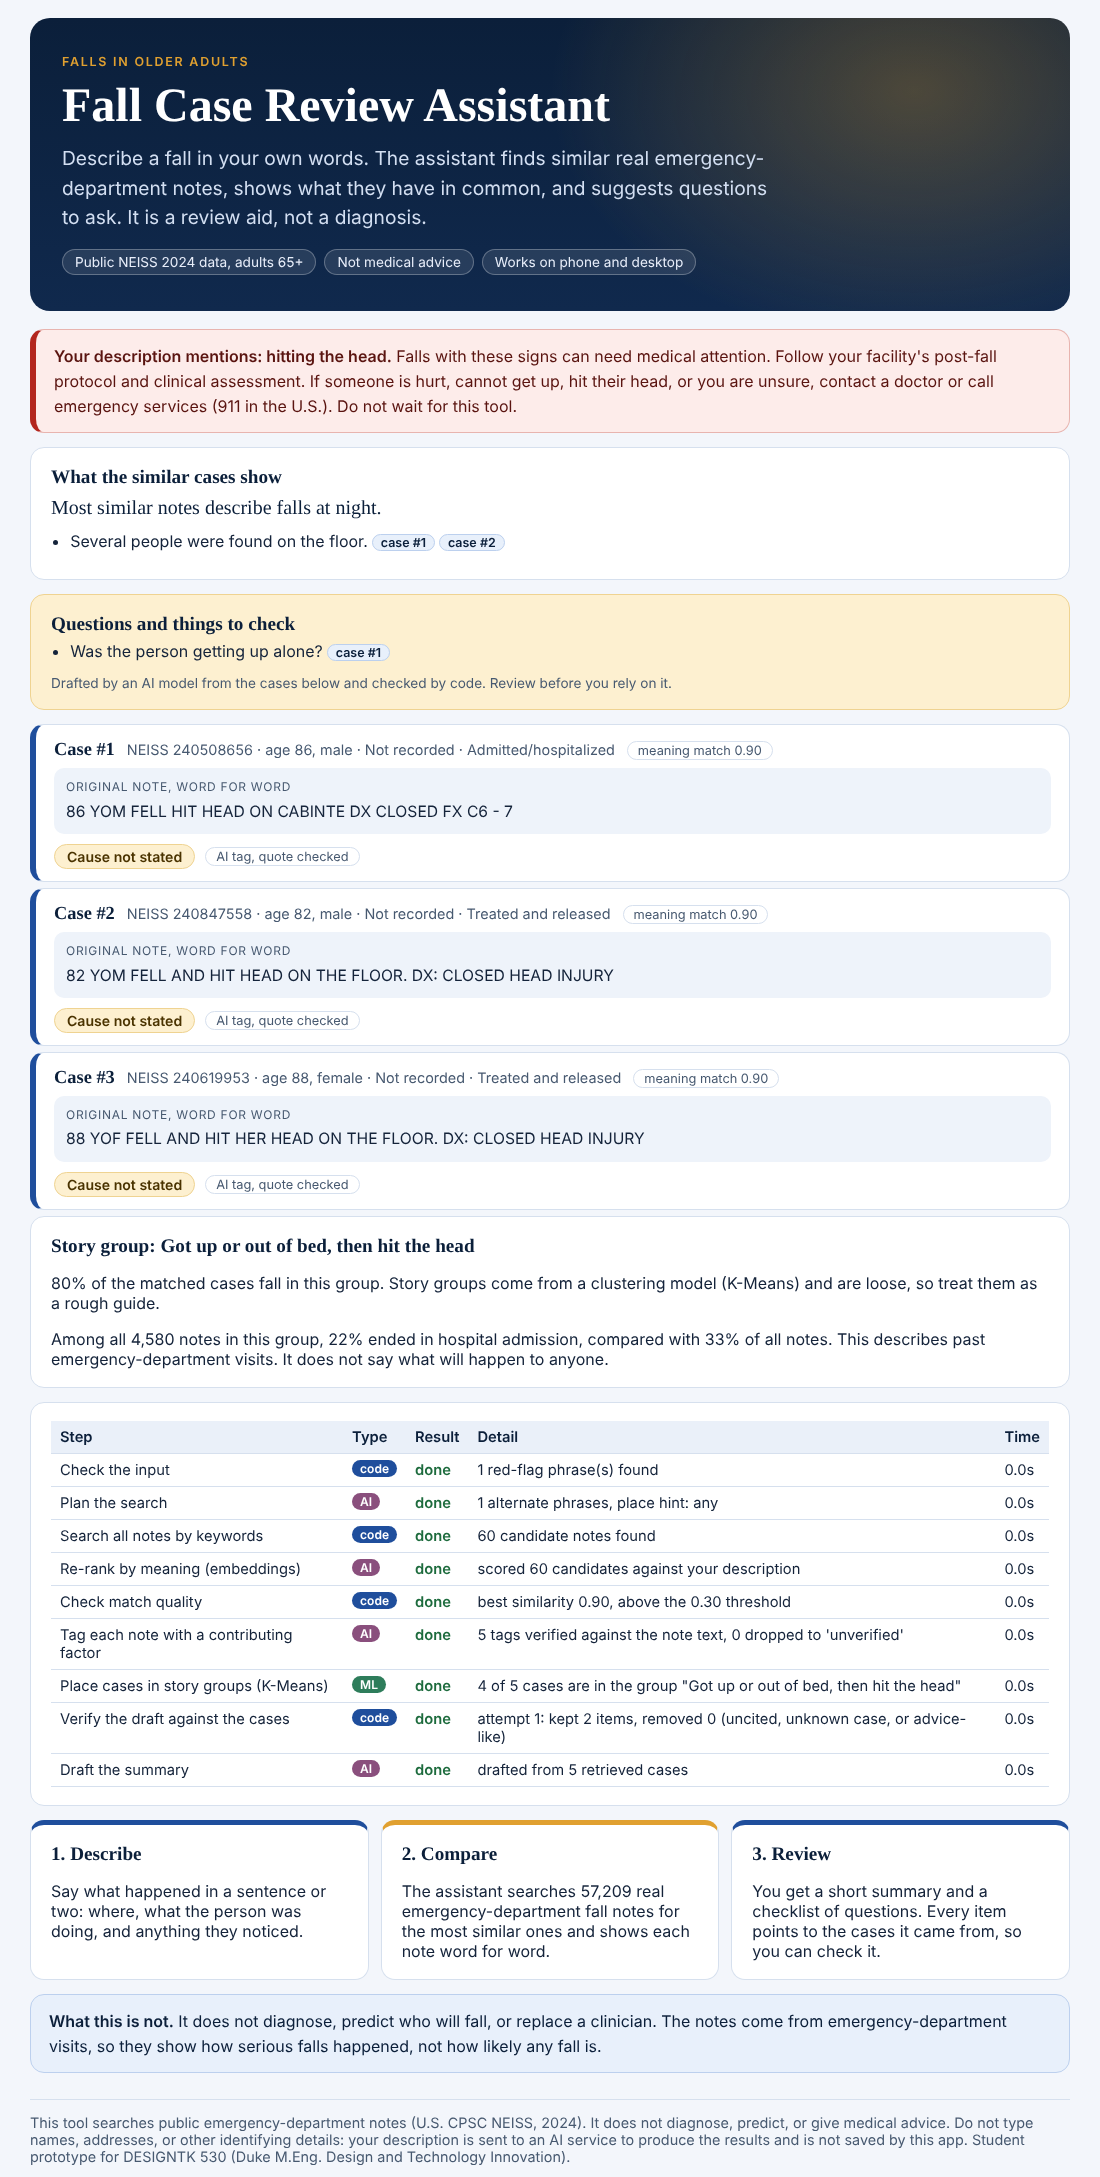 FALLS IN OLDER ADULTS
Fall Case Review Assistant
Describe a fall in your own words. The assistant finds similar real emergency-
department notes, shows what they have in common, and suggests questions
to ask. It is a review aid, not a diagnosis.
Public NEISS 2024 data, adults 65+ Not medical advice Works on phone and desktop
Your description mentions: hitting the head. Falls with these signs can need medical attention. Follow your facility's post-fall
protocol and clinical assessment. If someone is hurt, cannot get up, hit their head, or you are unsure, contact a doctor or call
emergency services (911 in the U.S.). Do not wait for this tool.
What the similar cases show
Most similar notes describe falls at night.
• Several people were found on the floor. case #1 case #2
Questions and things to check
• Was the person getting up alone? case #1
Drafted by an AI model from the cases below and checked by code. Review before you rely on it.
Case #1 NEISS 240508656 · age 86, male · Not recorded · Admitted/hospitalized meaning match 0.90
ORIGINAL NOTE, WORD FOR WORD
86 YOM FELL HIT HEAD ON CABINTE DX CLOSED FX C6 - 7
Cause not stated AI tag, quote checked
Case #2 NEISS 240847558 · age 82, male · Not recorded · Treated and released meaning match 0.90
ORIGINAL NOTE, WORD FOR WORD
82 YOM FELL AND HIT HEAD ON THE FLOOR. DX: CLOSED HEAD INJURY
Cause not stated AI tag, quote checked
Case #3 NEISS 240619953 · age 88, female · Not recorded · Treated and released meaning match 0.90
ORIGINAL NOTE, WORD FOR WORD
88 YOF FELL AND HIT HER HEAD ON THE FLOOR. DX: CLOSED HEAD INJURY
Cause not stated AI tag, quote checked
Story group: Got up or out of bed, then hit the head
80% of the matched cases fall in this group. Story groups come from a clustering model (K-Means) and are loose, so treat them as
a rough guide.
Among all 4,580 notes in this group, 22% ended in hospital admission, compared with 33% of all notes. This describes past
emergency-department visits. It does not say what will happen to anyone.
Step Type Result Detail Time
Check the input code done 1 red-flag phrase(s) found 0.0s
Plan the search AI done 1 alternate phrases, place hint: any 0.0s
Search all notes by keywords code done 60 candidate notes found 0.0s
Re-rank by meaning (embeddings) AI done scored 60 candidates against your description 0.0s
Check match quality code done best similarity 0.90, above the 0.30 threshold 0.0s
Tag each note with a contributing
factor AI done 5 tags verified against the note text, 0 dropped to 'unverified' 0.0s
Place cases in story groups (K-Means) ML done 4 of 5 cases are in the group "Got up or out of bed, then hit the head" 0.0s
Verify the draft against the cases code done attempt 1: kept 2 items, removed 0 (uncited, unknown case, or advice-
like) 0.0s
Draft the summary AI done drafted from 5 retrieved cases 0.0s
1. Describe
Say what happened in a sentence or
two: where, what the person was
doing, and anything they noticed.
2. Compare
The assistant searches 57,209 real
emergency-department fall notes for
the most similar ones and shows each
note word for word.
3. Review
You get a short summary and a
checklist of questions. Every item
points to the cases it came from, so
you can check it.
What this is not. It does not diagnose, predict who will fall, or replace a clinician. The notes come from emergency-department
visits, so they show how serious falls happened, not how likely any fall is.
This tool searches public emergency-department notes (U.S. CPSC NEISS, 2024). It does not diagnose, predict, or give medical advice. Do not type
names, addresses, or other identifying details: your description is sent to an AI service to produce the results and is not saved by this app. Student
prototype for DESIGNTK 530 (Duke M.Eng. Design and Technology Innovation).